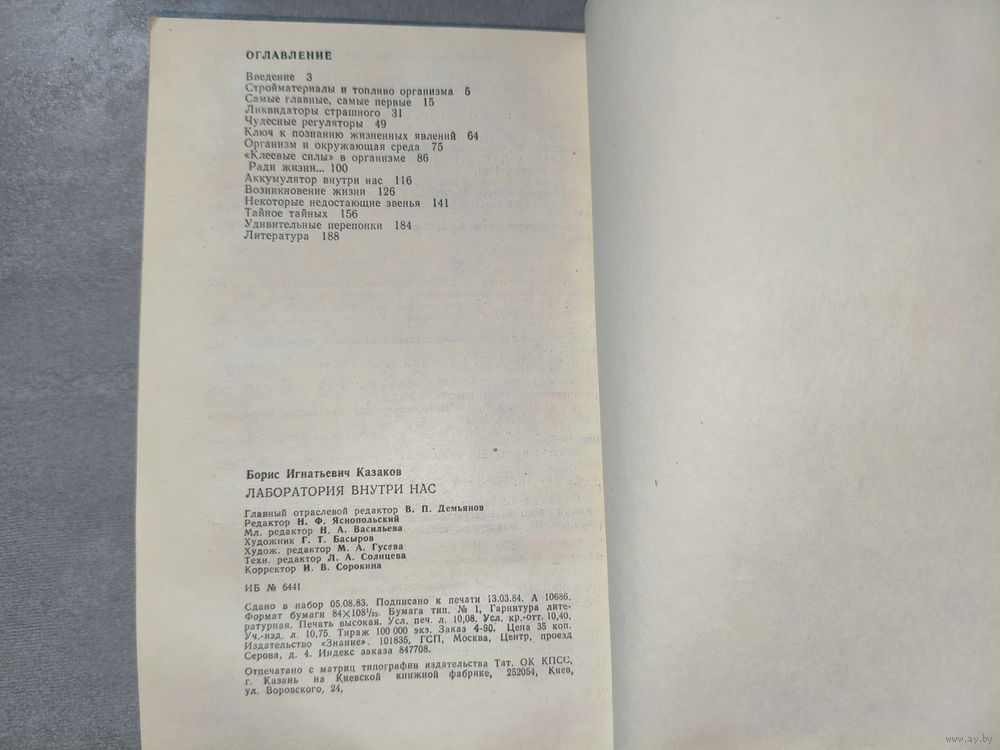 ОГЛАВЛЕНИЕ
Введение 3
Стройматериалы и топливо организма 5
Самые главные, самые первые 15
Ликвидаторы страшного 31
Чудесные регуляторы 49
Ключ к познанию жизненных явлений 64
Организм и окружающая среда 75
«Клеевые силы» в организме 86
Ради жизни... 100
Аккумулятор внутри нас 116
Возникновение жизни 126
Некоторые недостающие звенья 141
Тайное тайных 156
Удивительные перепонки 184
Литература 188
Борис Игнатьевич Казаков
ЛАБОРАТОРИЯ ВНУТРИ НАС
Главный отраслевой редактор В. П. Демьянов
Редактор Н. Ф. Яснопольский
Мл. редактор Н. А. Васильева
Художник Г. Т. Басыров
Худож. редактор М. А. Гусева
Техн. редактор Л. А. Солнцева
Корректор И. В. Сорокина
ИБ № 6441
Сдано в набор 05.08.83. Подписано к печати 13.03.84. А 10686.
Формат бумаги 84×108¹/₃₂. Бумага тип. № 1, Гарнитура лите-
ратурная. Печать высокая. Усл. печ. л. 10,08. Усл. кр.-отт. 10,40.
Уч.-изд. л. 10,75. Тираж 100 000 экз. Заказ 4-90. Цена 35 коп.
Издательство «Знание». 101835, ГСП, Москва, Центр, проезд
Серова, д. 4. Индекс заказа 847708.
Отпечатано с матриц типографии издательства Тат. ОК КПСС,
г. Казань на Киевской книжной фабрике, 252054, Киев,
ул. Воровского, 24,
www.ay.by